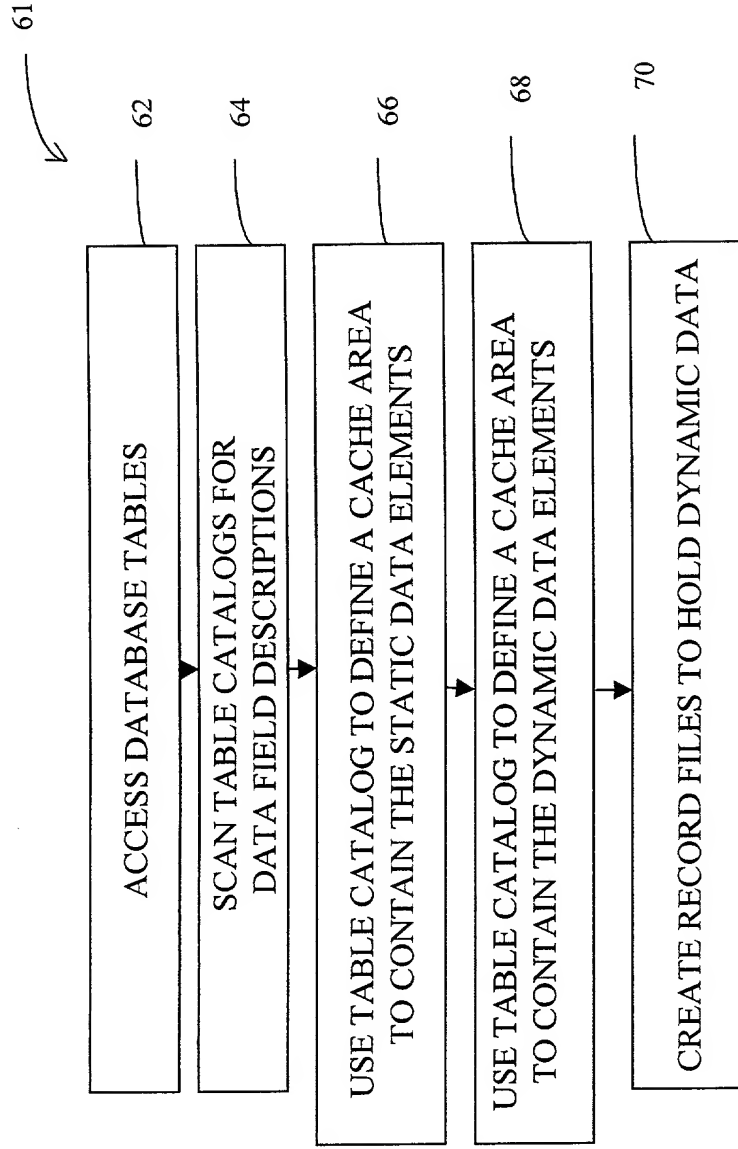 61
ACCESS DATABASE TABLES
62
SCAN TABLE CATALOGS FOR
DATA FIELD DESCRIPTIONS
64
USE TABLE CATALOG TO DEFINE A CACHE AREA
TO CONTAIN THE STATIC DATA ELEMENTS
66
USE TABLE CATALOG TO DEFINE A CACHE AREA
TO CONTAIN THE DYNAMIC DATA ELEMENTS
68
CREATE RECORD FILES TO HOLD DYNAMIC DATA
70